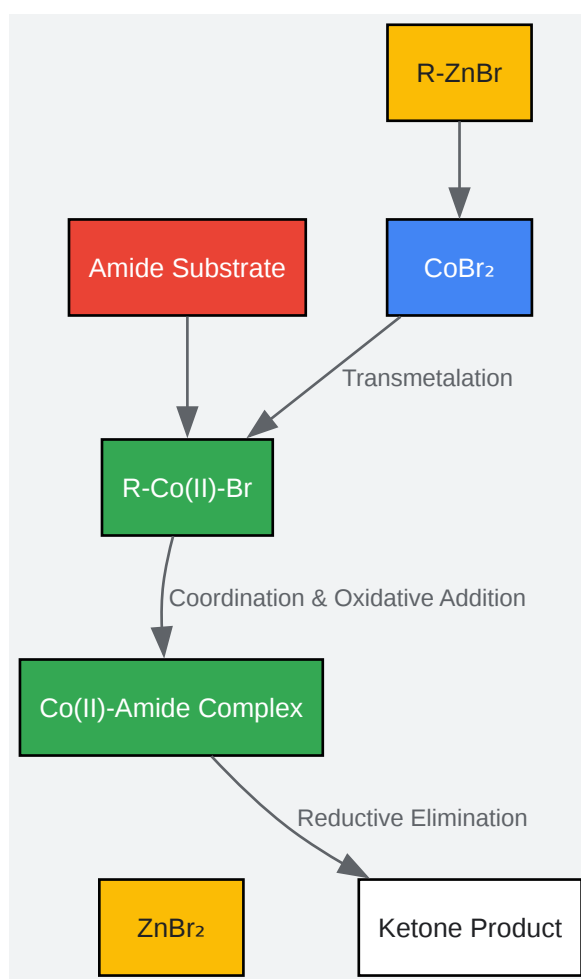 R-ZnBr
Amide Substrate
CoBr₂
Transmetalation
R-Co(II)-Br
Coordination & Oxidative Addition
Co(II)-Amide Complex
Reductive Elimination
ZnBr₂
Ketone Product